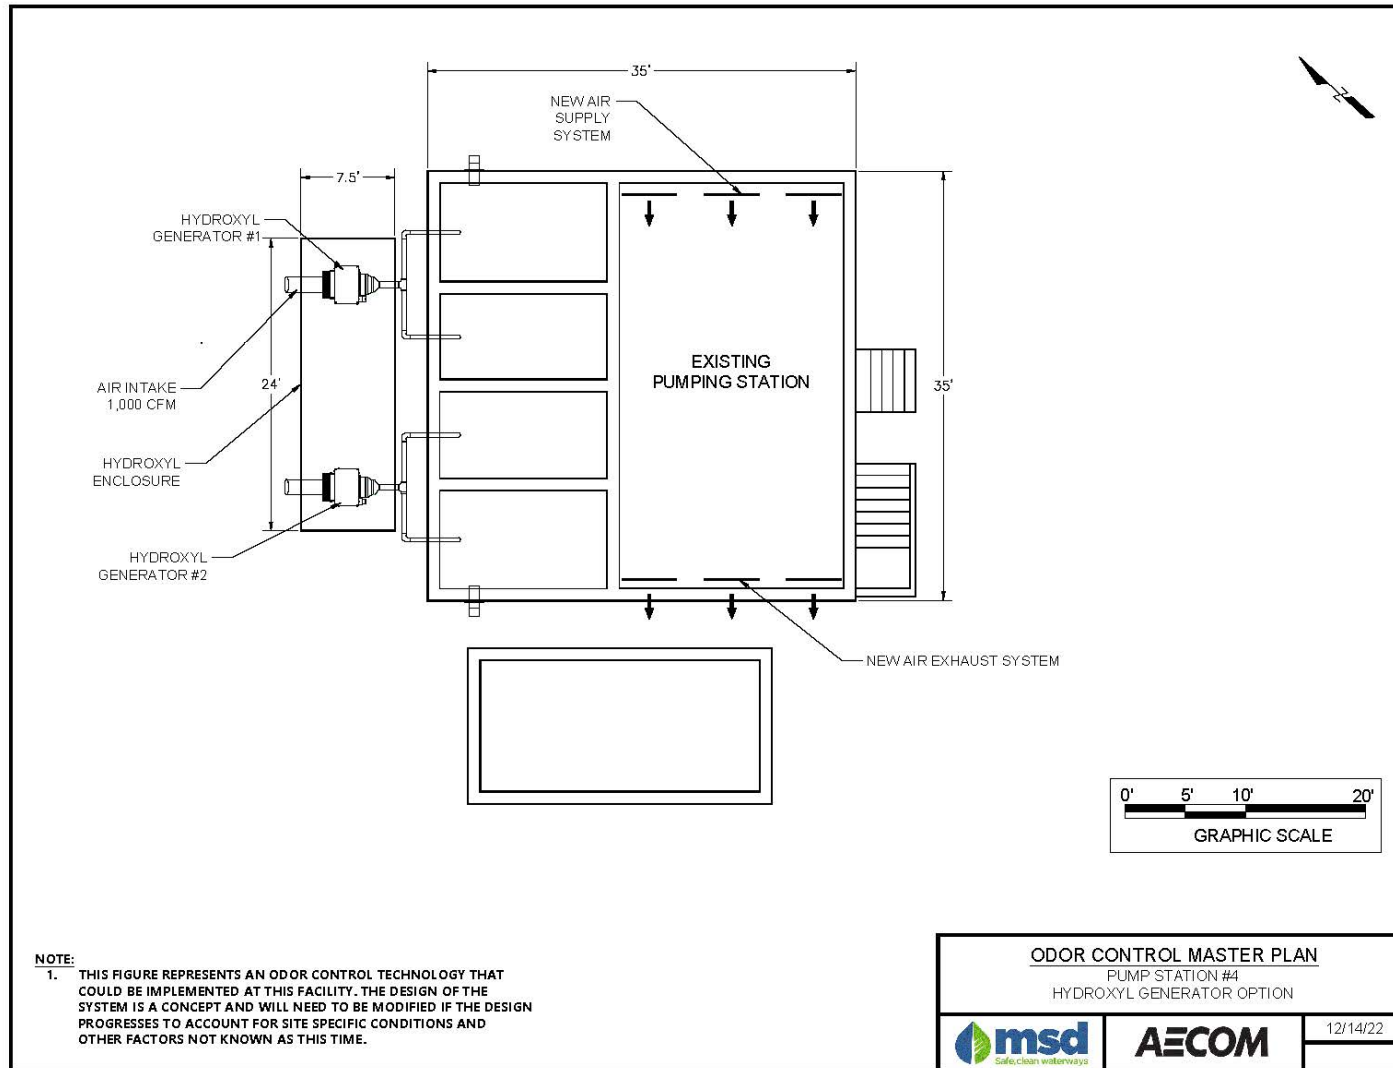 35'
NEW AIR
SUPPLY
SYSTEM
N
7.5'
HYDROXYL
GENERATOR #1
AIR INTAKE
1,000 CFM
24'
EXISTING
PUMPING STATION
35'
HYDROXYL
ENCLOSURE
HYDROXYL
GENERATOR #2
NEW AIR EXHAUST SYSTEM
0' 5' 10' 20'
GRAPHIC SCALE
NOTE:
1. THIS FIGURE REPRESENTS AN ODOR CONTROL TECHNOLOGY THAT
COULD BE IMPLEMENTED AT THIS FACILITY. THE DESIGN OF THE
SYSTEM IS A CONCEPT AND WILL NEED TO BE MODIFIED IF THE DESIGN
PROGRESSES TO ACCOUNT FOR SITE SPECIFIC CONDITIONS AND
OTHER FACTORS NOT KNOWN AS THIS TIME.
ODOR CONTROL MASTER PLAN
PUMP STATION #4
HYDROXYL GENERATOR OPTION
msd
Safe, clean waterways
AECOM
12/14/22